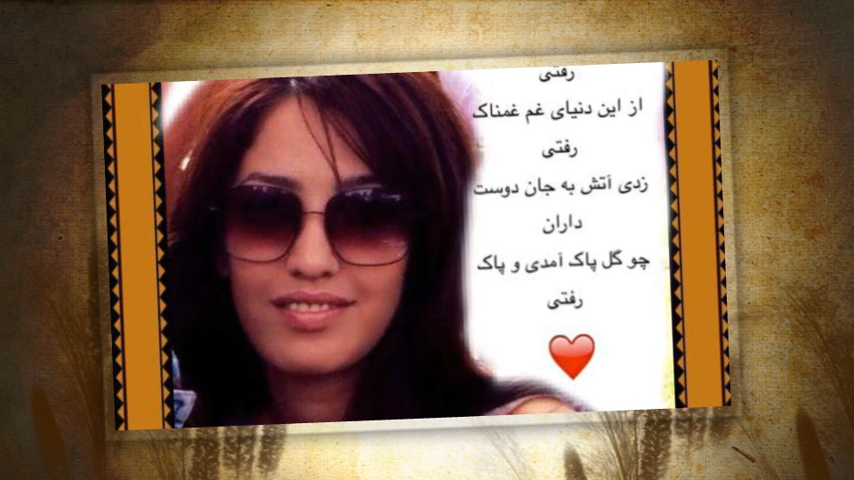 رفتی
از این دنیای غم غمناک
رفتی
زدی آتش به جان دوست
داران
چو گل پاک آمدی و پاک
رفتی